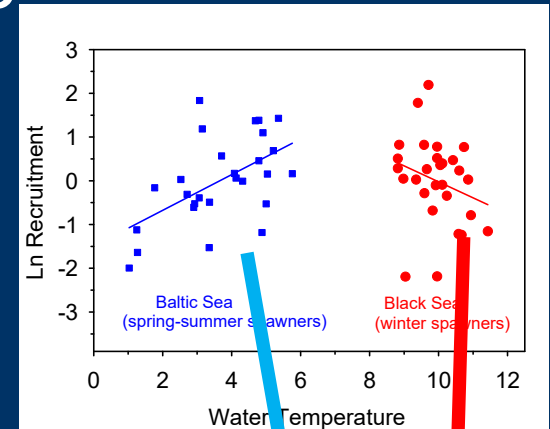 3
2
1
0
-1
-2
-3
Ln Recruitment
Baltic Sea
(spring-summer spawners)
Black Sea
(winter spawners)
0 2 4 6 8 10 12
Water Temperature